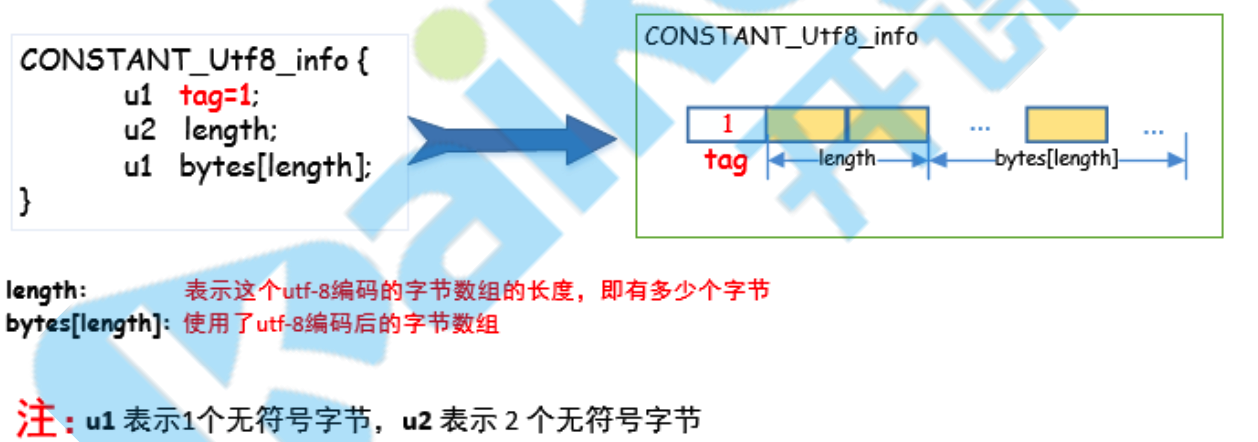 CONSTANT_Utf8_info {
u1 tag=1;
u2 length;
u1 bytes[length];
}
CONSTANT_Utf8_info
1 ... ...
tag length bytes[length]
length: 表示这个utf-8编码的字节数组的长度，即有多少个字节
bytes[length]: 使用了utf-8编码后的字节数组
注：u1 表示1个无符号字节，u2 表示 2 个无符号字节